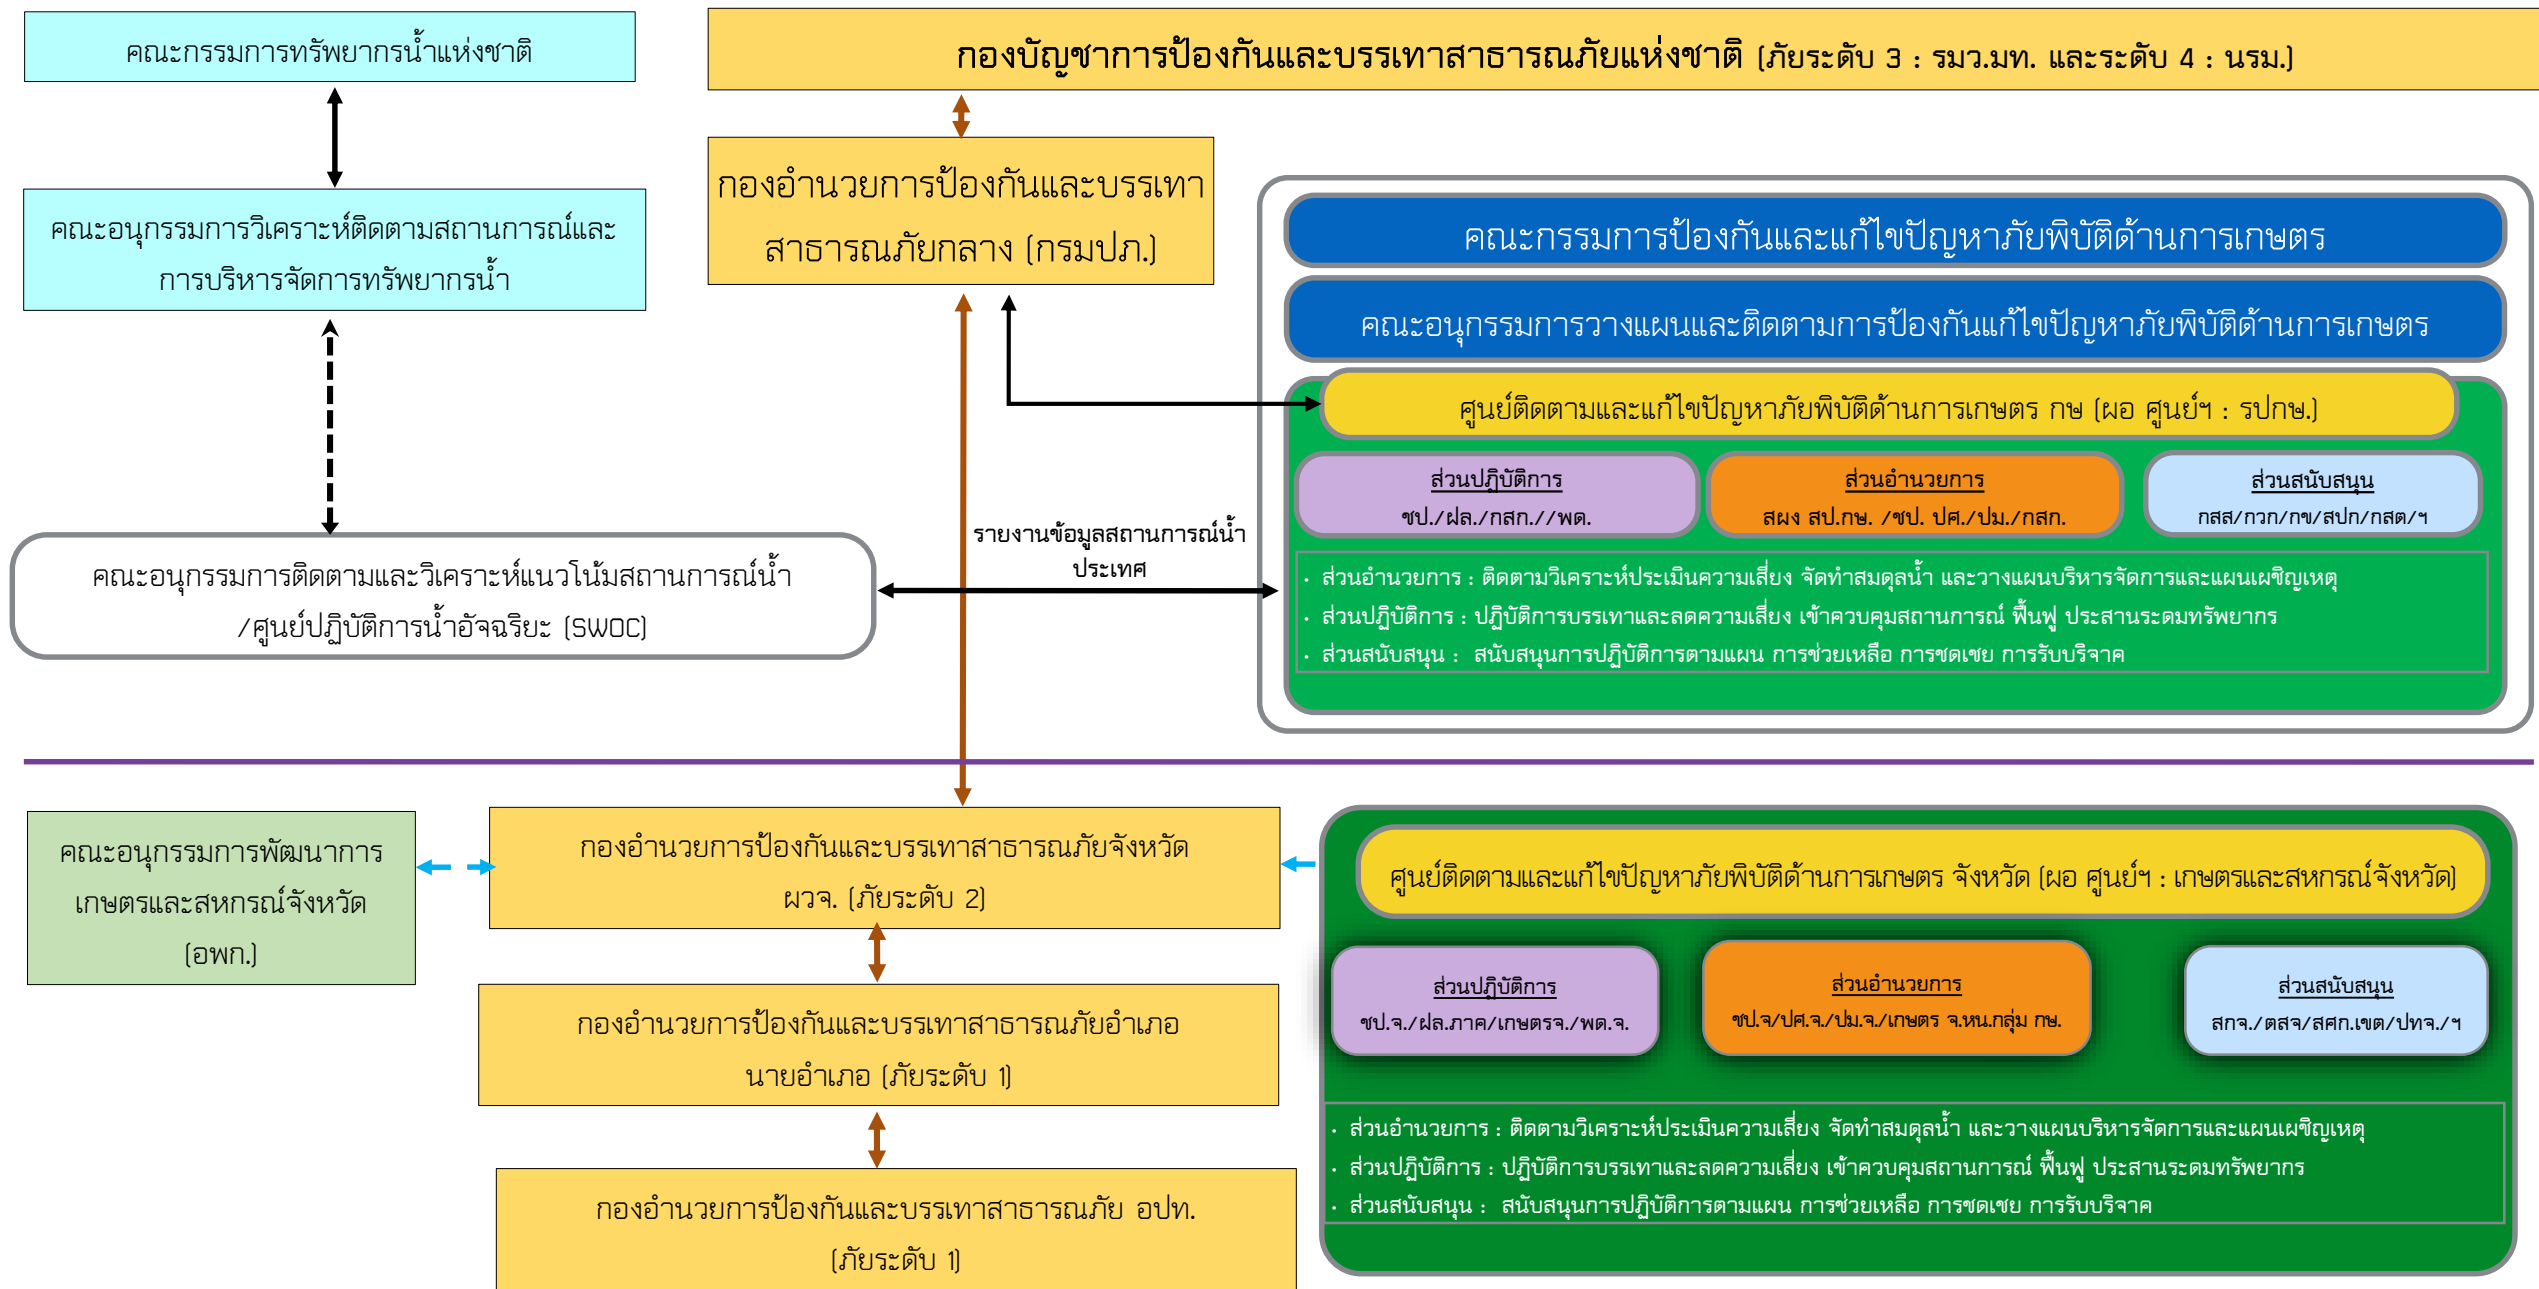 คณะกรรมการทรัพยากรน้ำแห่งชาติ
กองบัญชาการป้องกันและบรรเทาสาธารณภัยแห่งชาติ (ภัยระดับ 3 : รมว.มท. และระดับ 4 : นรม.)
กองอำนวยการป้องกันและบรรเทา
สาธารณภัยกลาง (กรมปภ.)
คณะอนุกรรมการวิเคราะห์ติดตามสถานการณ์และ
การบริหารจัดการทรัพยากรน้ำ
คณะกรรมการป้องกันและแก้ไขปัญหาภัยพิบัติด้านการเกษตร
คณะอนุกรรมการวางแผนและติดตามการป้องกันแก้ไขปัญหาภัยพิบัติด้านการเกษตร
ศูนย์ติดตามและแก้ไขปัญหาภัยพิบัติด้านการเกษตร กษ (ผอ ศูนย์ฯ : รปกษ.)
ส่วนปฏิบัติการ
ชป./ฝล./กสก.//พด.
ส่วนอำนวยการ
สผง สป.กษ. /ชป. ปศ./ปม./กสก.
ส่วนสนับสนุน
กสส/กวก/กข/สปก/กสต/ฯ
รายงานข้อมูลสถานการณ์น้ำ
ประเทศ
คณะอนุกรรมการติดตามและวิเคราะห์แนวโน้มสถานการณ์น้ำ
/ศูนย์ปฏิบัติการน้ำอัจฉริยะ (SWOC)
· ส่วนอำนวยการ : ติดตามวิเคราะห์ประเมินความเสี่ยง จัดทำสมดุลน้ำ และวางแผนบริหารจัดการและแผนเผชิญเหตุ
· ส่วนปฏิบัติการ : ปฏิบัติการบรรเทาและลดความเสี่ยง เข้าควบคุมสถานการณ์ ฟื้นฟู ประสานระดมทรัพยากร
· ส่วนสนับสนุน : สนับสนุนการปฏิบัติการตามแผน การช่วยเหลือ การชดเชย การรับบริจาค
คณะอนุกรรมการพัฒนาการ
เกษตรและสหกรณ์จังหวัด
(อพก.)
กองอำนวยการป้องกันและบรรเทาสาธารณภัยจังหวัด
ผวจ. (ภัยระดับ 2)
กองอำนวยการป้องกันและบรรเทาสาธารณภัยอำเภอ
นายอำเภอ (ภัยระดับ 1)
กองอำนวยการป้องกันและบรรเทาสาธารณภัย อปท.
(ภัยระดับ 1)
ศูนย์ติดตามและแก้ไขปัญหาภัยพิบัติด้านการเกษตร จังหวัด (ผอ ศูนย์ฯ : เกษตรและสหกรณ์จังหวัด)
ส่วนปฏิบัติการ
ชป.จ./ฝล.ภาค/เกษตรจ./พด.จ.
ส่วนอำนวยการ
ชป.จ/ปศ.จ./ปม.จ./เกษตร จ.หน.กลุ่ม กษ.
ส่วนสนับสนุน
สกจ./ตสจ/สศก.เขต/ปทจ./ฯ
· ส่วนอำนวยการ : ติดตามวิเคราะห์ประเมินความเสี่ยง จัดทำสมดุลน้ำ และวางแผนบริหารจัดการและแผนเผชิญเหตุ
· ส่วนปฏิบัติการ : ปฏิบัติการบรรเทาและลดความเสี่ยง เข้าควบคุมสถานการณ์ ฟื้นฟู ประสานระดมทรัพยากร
· ส่วนสนับสนุน : สนับสนุนการปฏิบัติการตามแผน การช่วยเหลือ การชดเชย การรับบริจาค